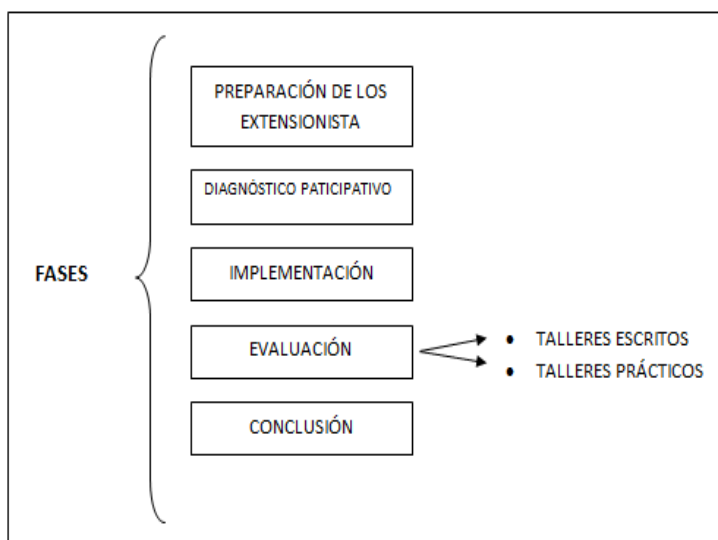 PREPARACIÓN DE LOS
EXTENSIONISTA
DIAGNÓSTICO PATICIPATIVO
FASES
IMPLEMENTACIÓN
EVALUACIÓN
• TALLERES ESCRITOS
• TALLERES PRÁCTICOS
CONCLUSIÓN